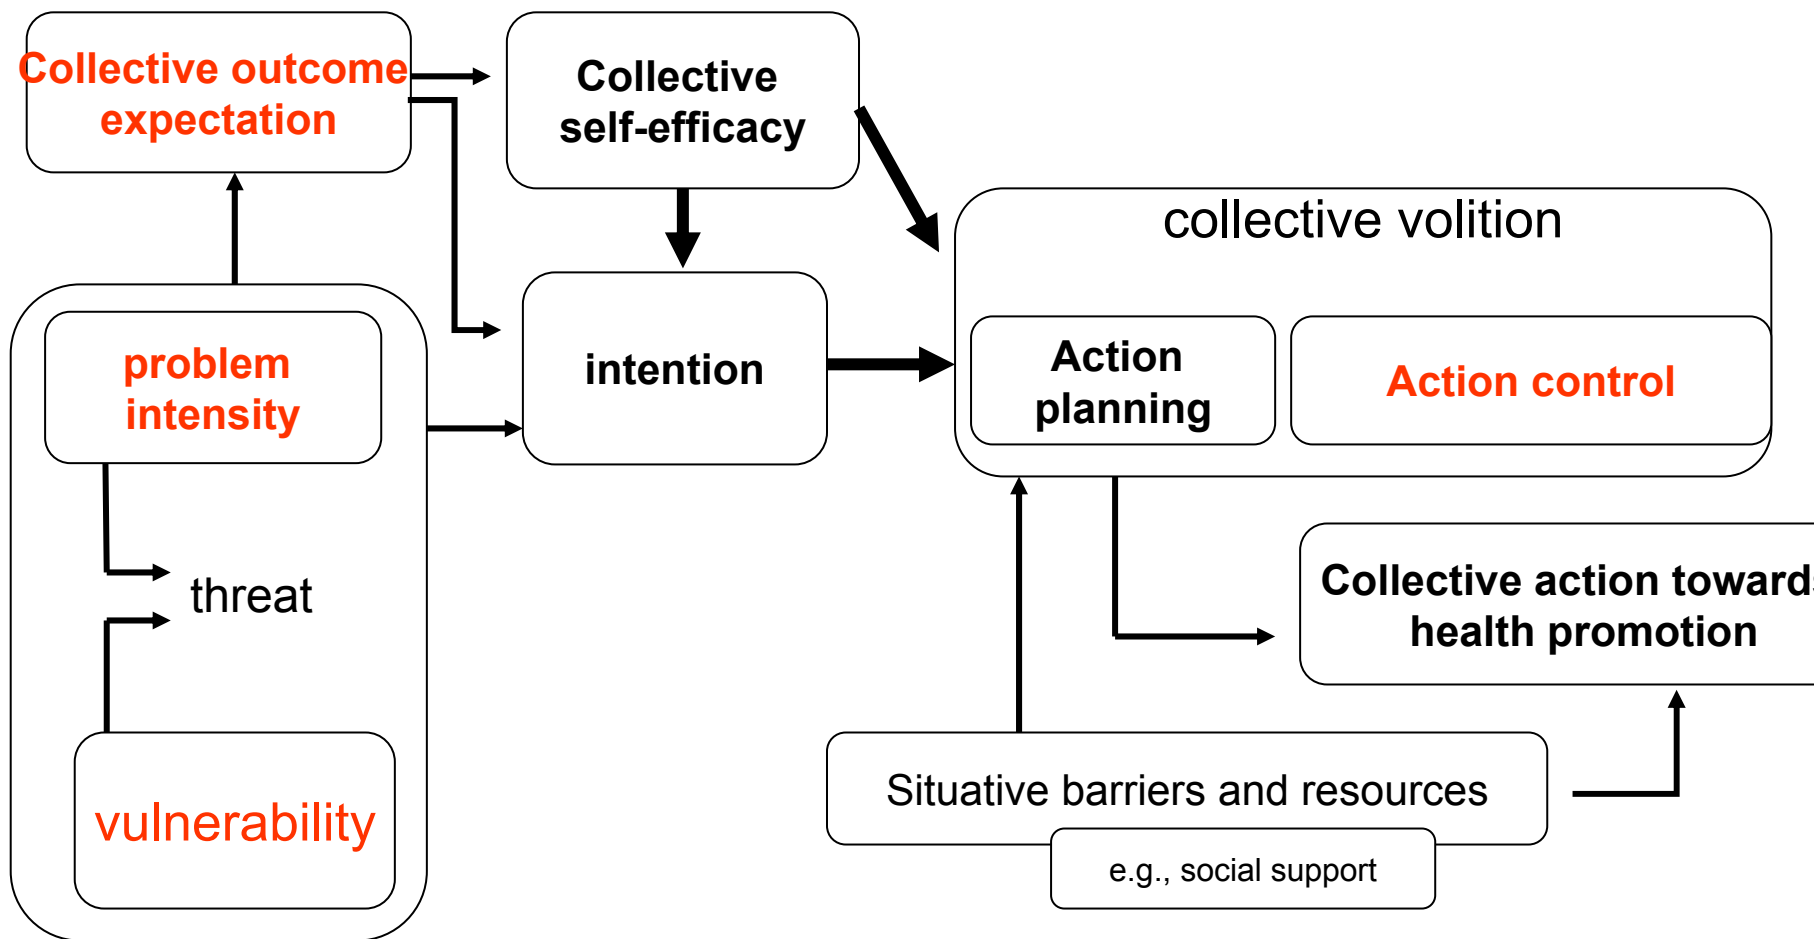 Collective outcome
expectation
Collective
self-efficacy
collective volition
problem
intensity
intention
Action
planning
Action control
threat
Collective action towards
health promotion
vulnerability
Situative barriers and resources
e.g., social support